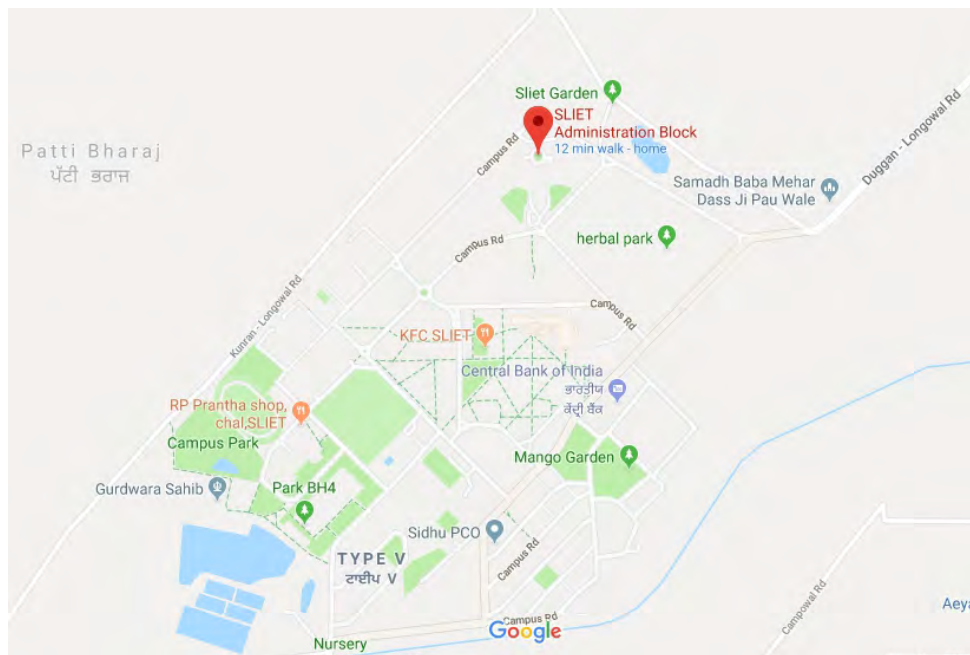 Sliet Garden
SLIET
Administration Block
12 min walk - home
Campus Rd
Duggan - Longowal Rd
Patti Bharaj
ਪੱਟੀ ਭਰਾਜ
Samadh Baba Mehar
Dass Ji Pau Wale
herbal park
Campus Rd
Kunran - Longowal Rd
Campus Rd
KFC SLIET
Central Bank of India
ਭਾਰਤੀਯ
ਕੇਂਦ੍ਰੀ ਬੈਂਕ
RP Prantha shop,
chal,SLIET
Campus Park
Mango Garden
Gurdwara Sahib
Park BH4
Sidhu PCO
TYPE V
ਟਾਈਪ V
Campus Rd
Campowal Rd
Aeya
Campus Rd
Google
Nursery